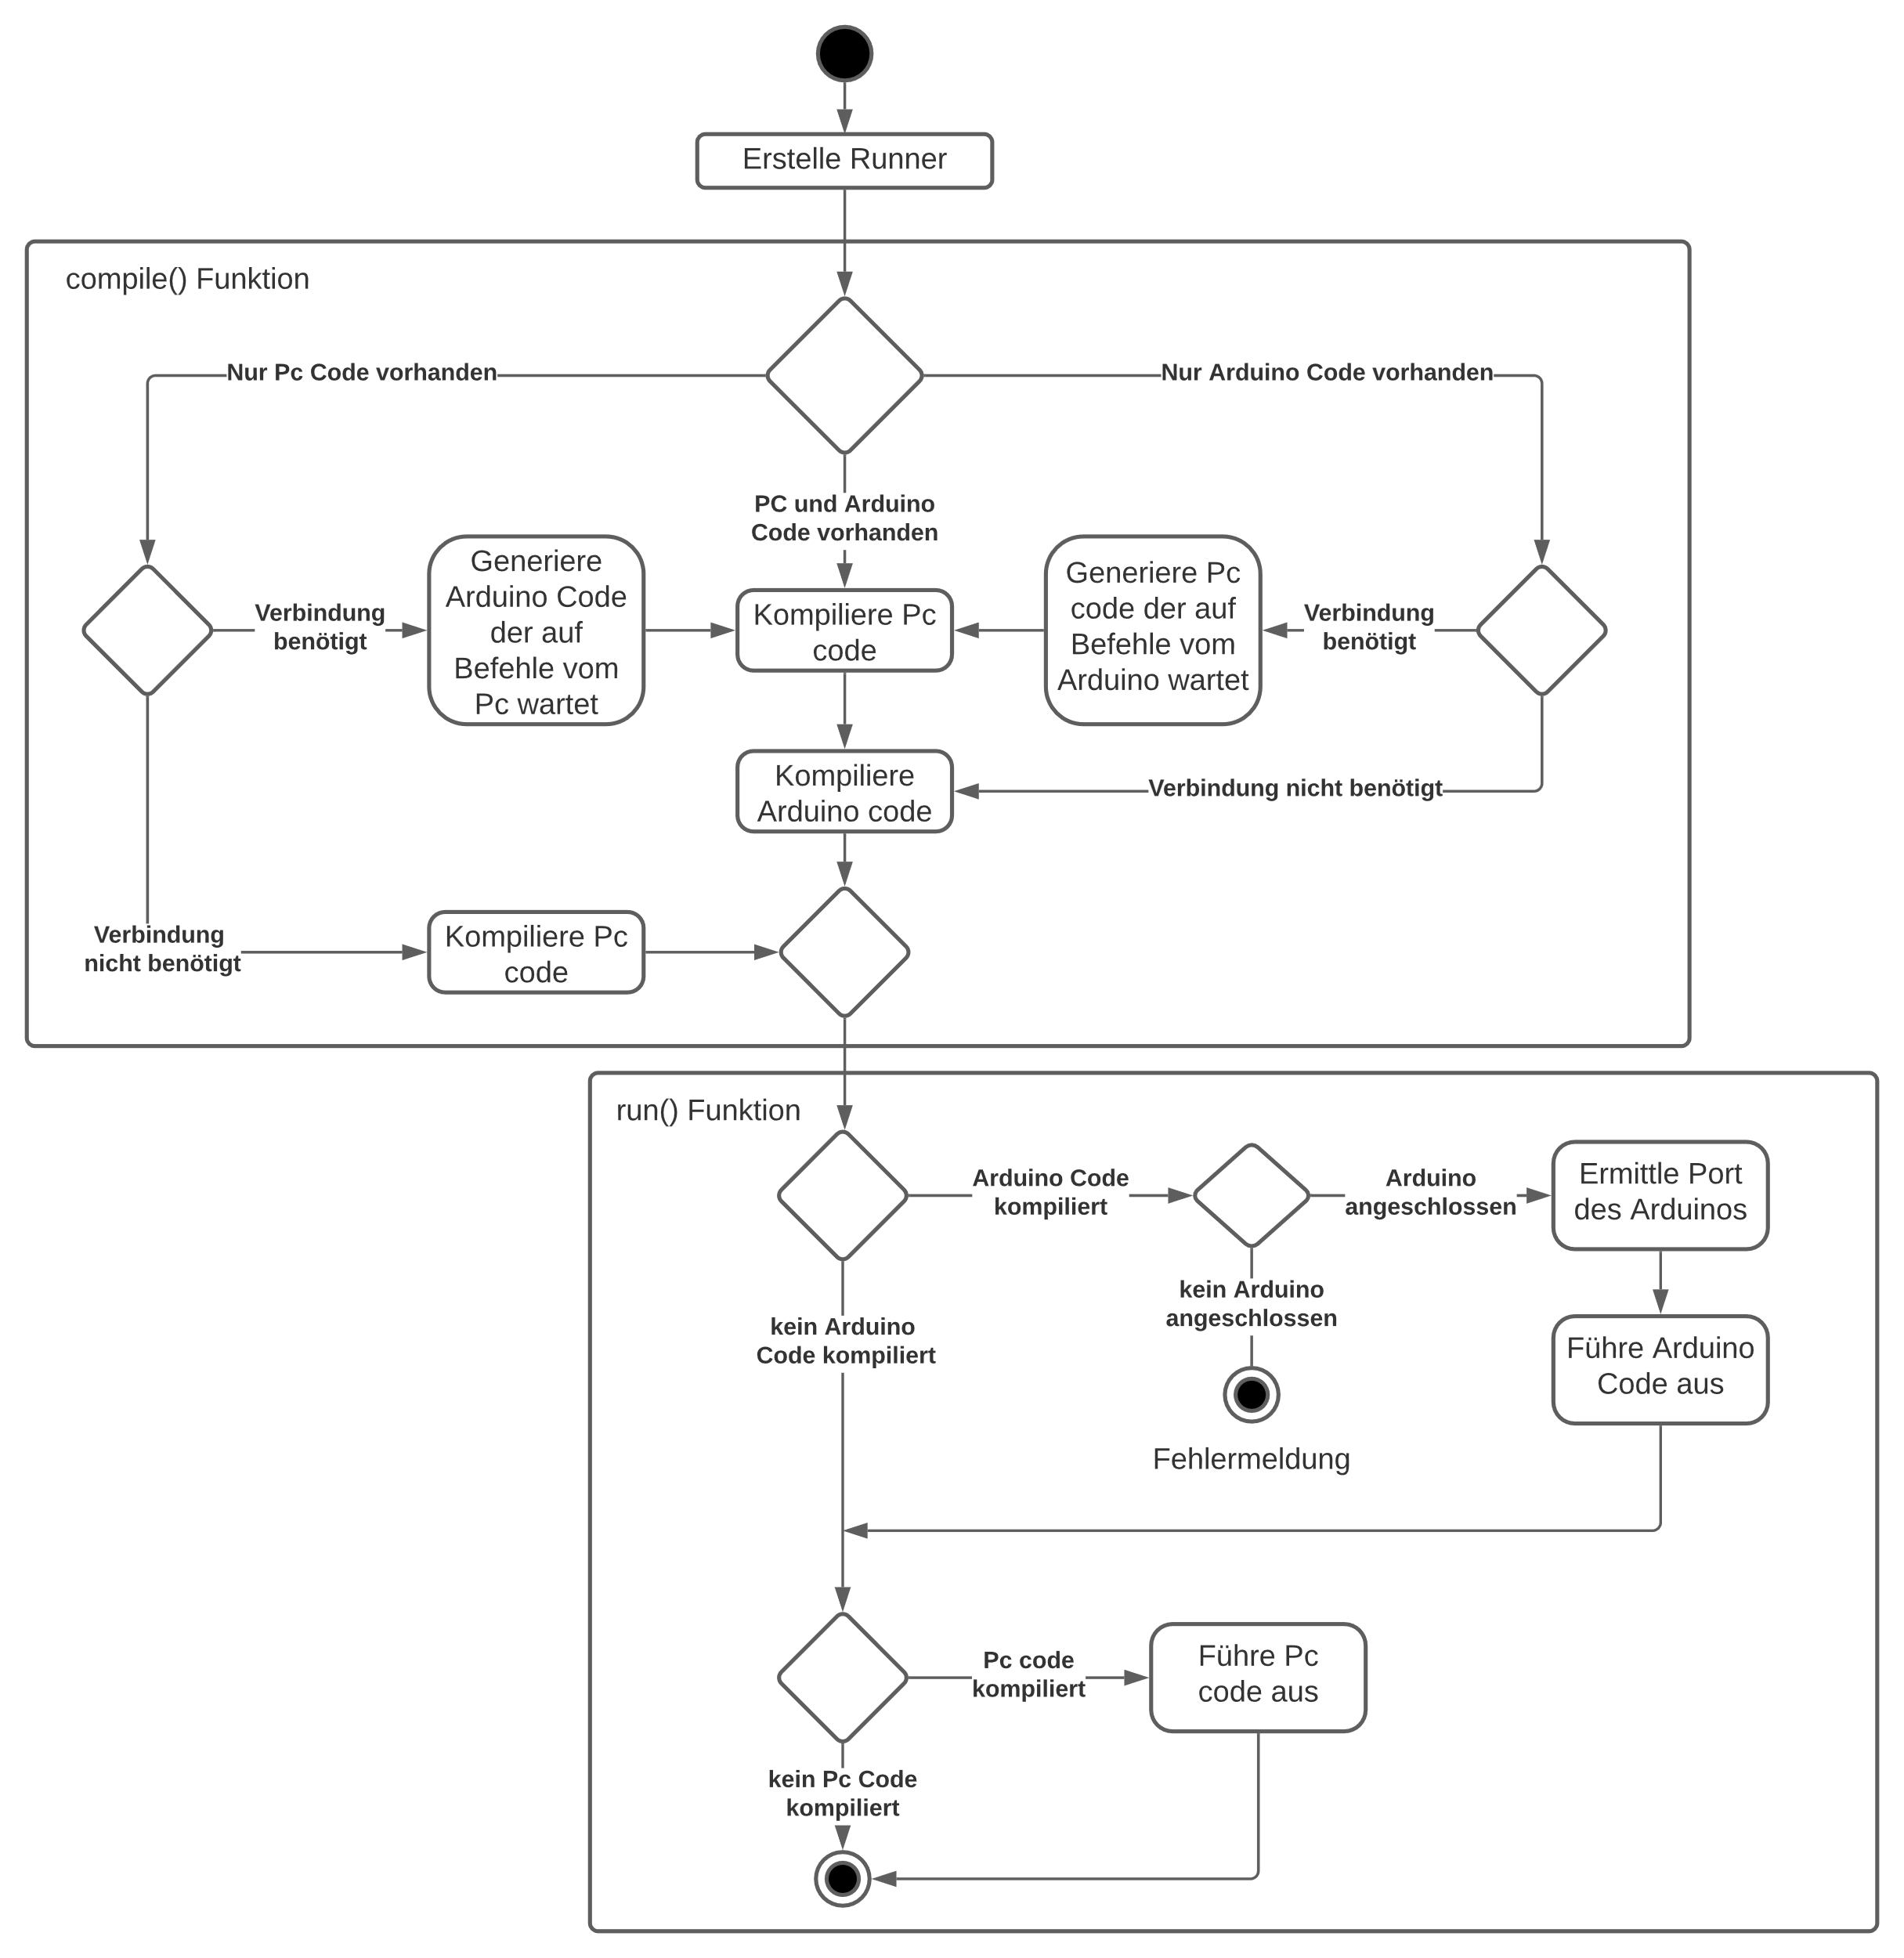 Erstelle Runner
compile() Funktion
Nur Pc Code vorhanden
Nur Arduino Code vorhanden
PC und Arduino
Code vorhanden
Verbindung
benötigt
Generiere
Arduino Code
der auf
Befehle vom
Pc wartet
Kompiliere Pc
code
Generiere Pc
code der auf
Befehle vom
Arduino wartet
Verbindung
benötigt
Kompiliere
Arduino code
Verbindung nicht benötigt
Verbindung
nicht benötigt
Kompiliere Pc
code
run() Funktion
Arduino Code
kompiliert
Arduino
angeschlossen
Ermittle Port
des Arduinos
kein Arduino
angeschlossen
kein Arduino
Code kompiliert
Führe Arduino
Code aus
Fehlermeldung
Pc code
kompiliert
Führe Pc
code aus
kein Pc Code
kompiliert